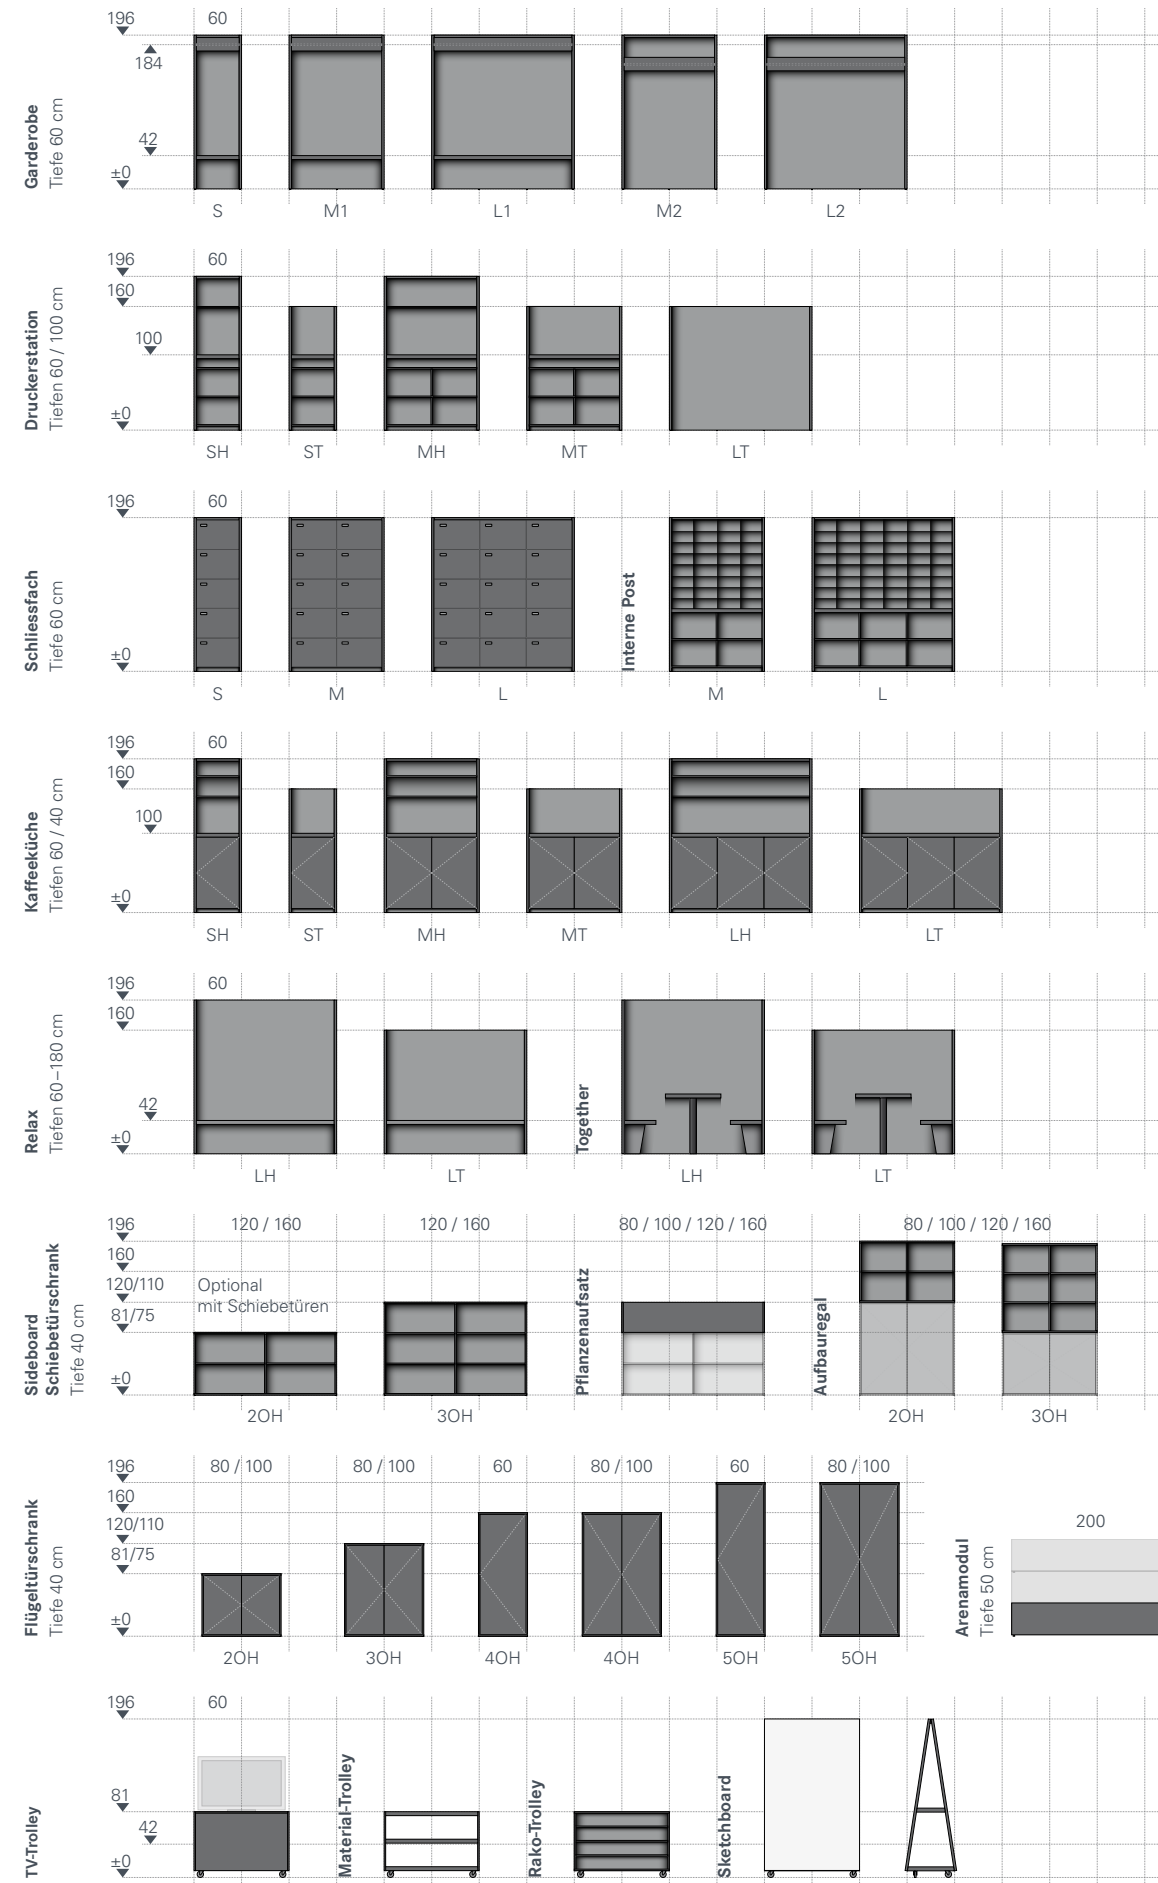 Garderobe
Tiefe 60 cm
196
60
184
42
±0
S
M1
L1
M2
L2
Druckerstation
Tiefen 60 / 100 cm
196
60
160
100
±0
SH
ST
MH
MT
LT
Schliessfach
Tiefe 60 cm
196
60
±0
S
M
L
Interne Post
M
L
Kaffeeküche
Tiefen 60 / 40 cm
196
60
160
100
±0
SH
ST
MH
MT
LH
LT
Relax
Tiefen 60–180 cm
196
60
160
42
±0
LH
LT
Together
LH
LT
Sideboard
Schiebetürschrank
Tiefe 40 cm
196
160
120/110
81/75
±0
120 / 160
Optional
mit Schiebetüren
2OH
120 / 160
3OH
Pflanzenaufsatz
80 / 100 / 120 / 160
Aufbauregal
80 / 100 / 120 / 160
2OH
3OH
Flügeltürschrank
Tiefe 40 cm
196
160
120/110
81/75
±0
80 / 100
80 / 100
60
80 / 100
60
80 / 100
2OH
3OH
4OH
4OH
5OH
5OH
Arenamodul
Tiefe 50 cm
200
TV-Trolley
196
60
81
42
±0
Material-Trolley
Rako-Trolley
Sketchboard